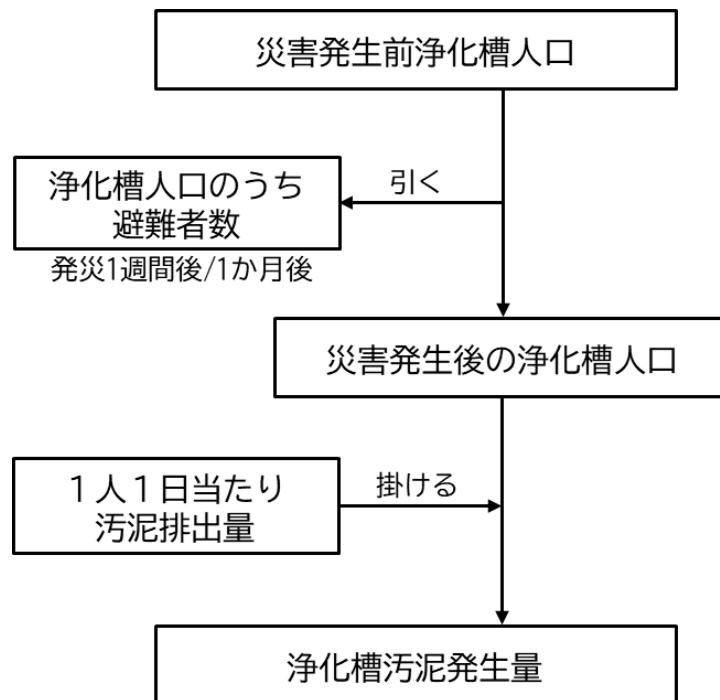 災害発生前浄化槽人口
引く
浄化槽人口のうち
避難者数
発災1週間後/1か月後
災害発生後の浄化槽人口
１人１日当たり
汚泥排出量
掛ける
浄化槽汚泥発生量